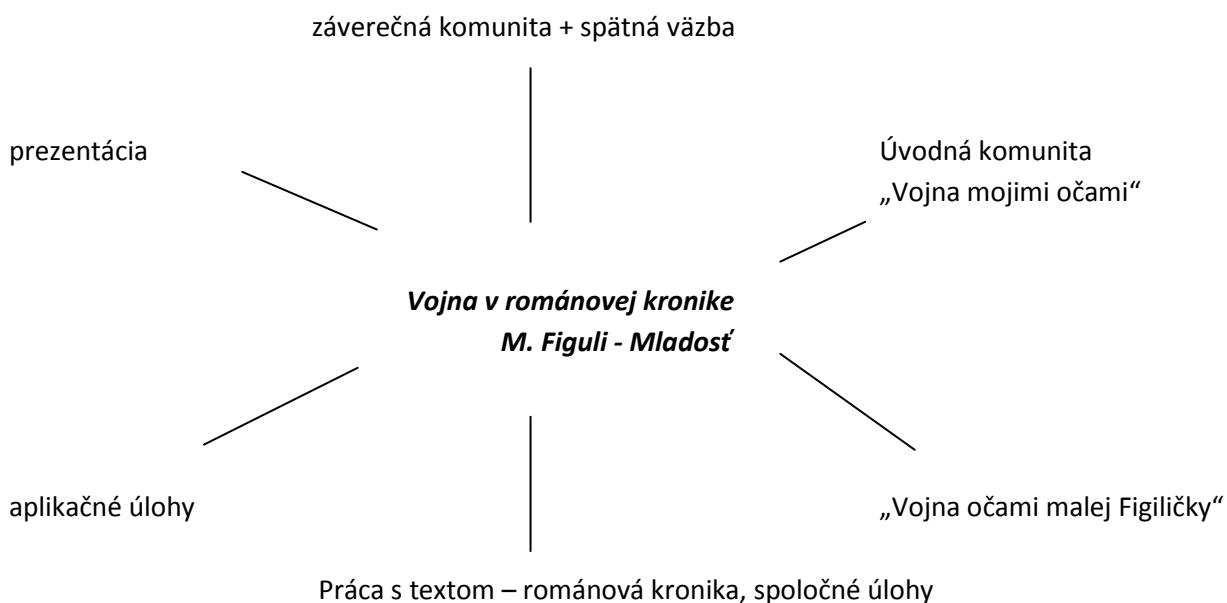 záverečná komunita + spätná väzba
prezentácia
Úvodná komunita
„Vojna mojimi očami“
Vojna v románovej kronike
M. Figuli - Mladosť
aplikačné úlohy
„Vojna očami malej Figiličky“
Práca s textom – románová kronika, spoločné úlohy